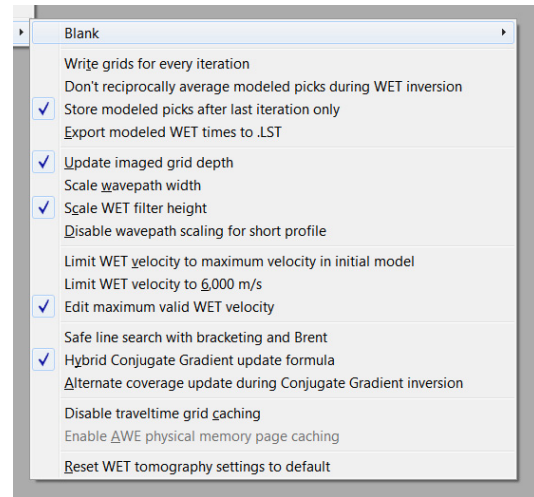 Blank
Write grids for every iteration
Don't reciprocally average modeled picks during WET inversion
Store modeled picks after last iteration only
Export modeled WET times to .LST
Update imaged grid depth
Scale wavepath width
Scale WET filter height
Disable wavepath scaling for short profile
Limit WET velocity to maximum velocity in initial model
Limit WET velocity to 6,000 m/s
Edit maximum valid WET velocity
Safe line search with bracketing and Brent
Hybrid Conjugate Gradient update formula
Alternate coverage update during Conjugate Gradient inversion
Disable traveltime grid caching
Enable AWE physical memory page caching
Reset WET tomography settings to default